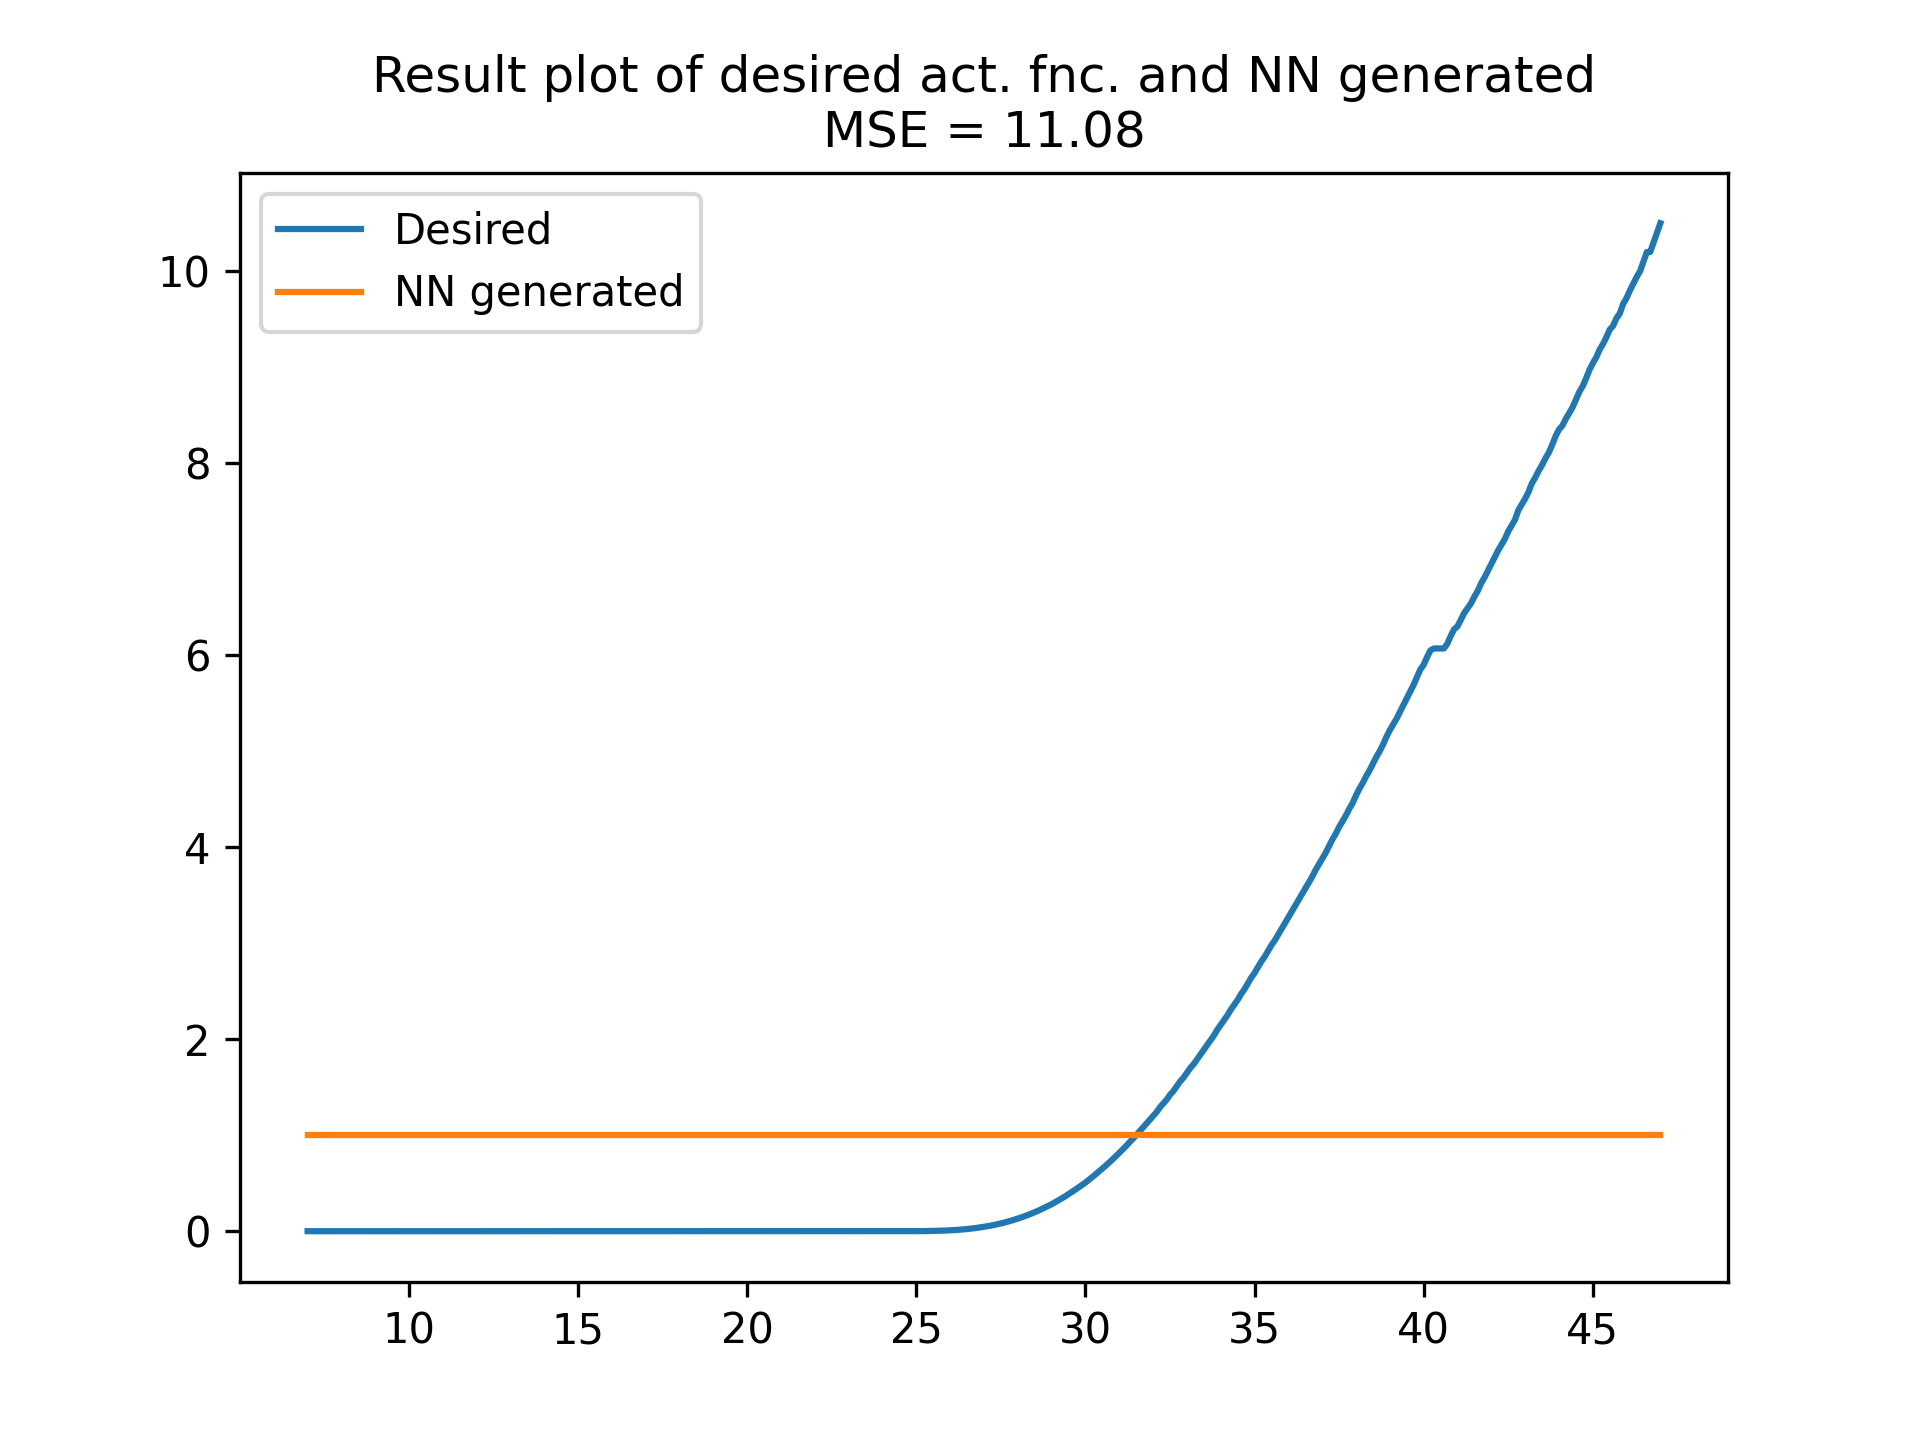 Result plot of desired act. fnc. and NN generated
MSE = 11.08
Desired
NN generated
10
8
6
4
2
0
10 15 20 25 30 35 40 45